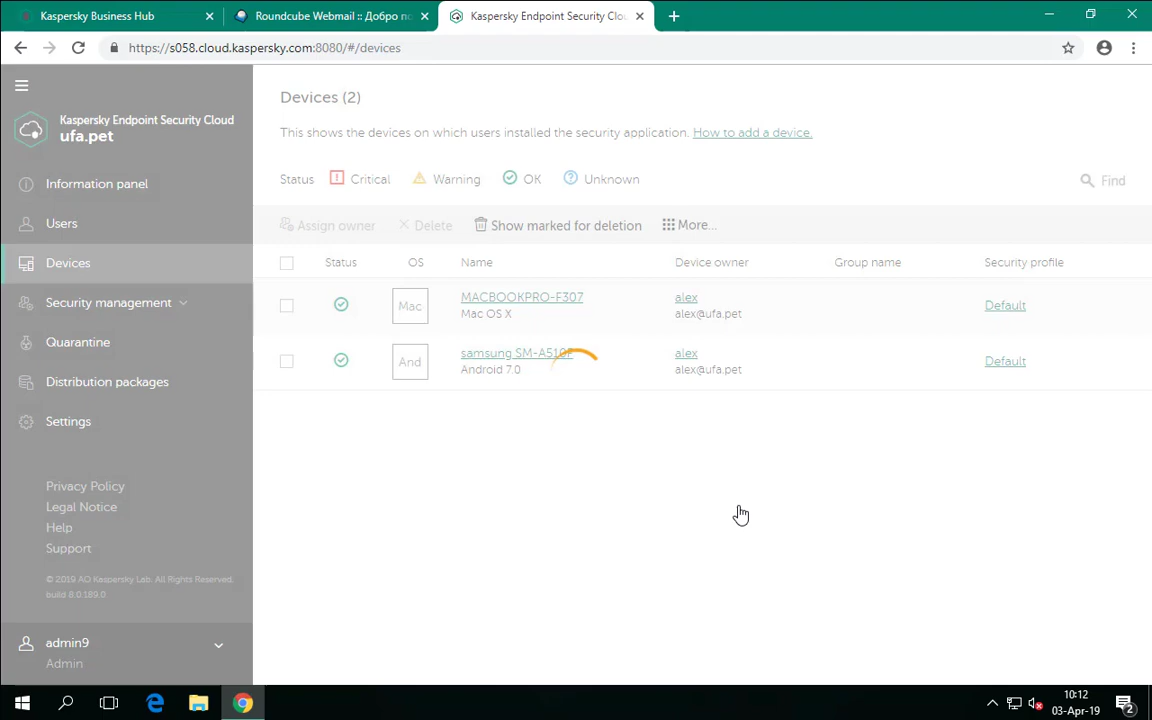 Kaspersky Business Hub
Roundcube Webmail :: Добро по
Kaspersky Endpoint Security Clou
https://s058.cloud.kaspersky.com:8080/#/devices
Kaspersky Endpoint Security Cloud
ufa.pet
Information panel
Users
Devices
Security management
Quarantine
Distribution packages
Settings
Privacy Policy
Legal Notice
Help
Support
© 2019 AO Kaspersky Lab. All Rights Reserved.
build 8.0.189.0
admin9
Admin
Devices (2)
This shows the devices on which users installed the security application. How to add a device.
Status Critical Warning OK Unknown Find
Assign owner Delete Show marked for deletion More...
Status OS Name Device owner Group name Security profile
Mac MACBOOKPRO-F307 alex Default
Mac OS X alex@ufa.pet
And samsung SM-A510F alex Default
Android 7.0 alex@ufa.pet
10:12
03-Apr-19
2